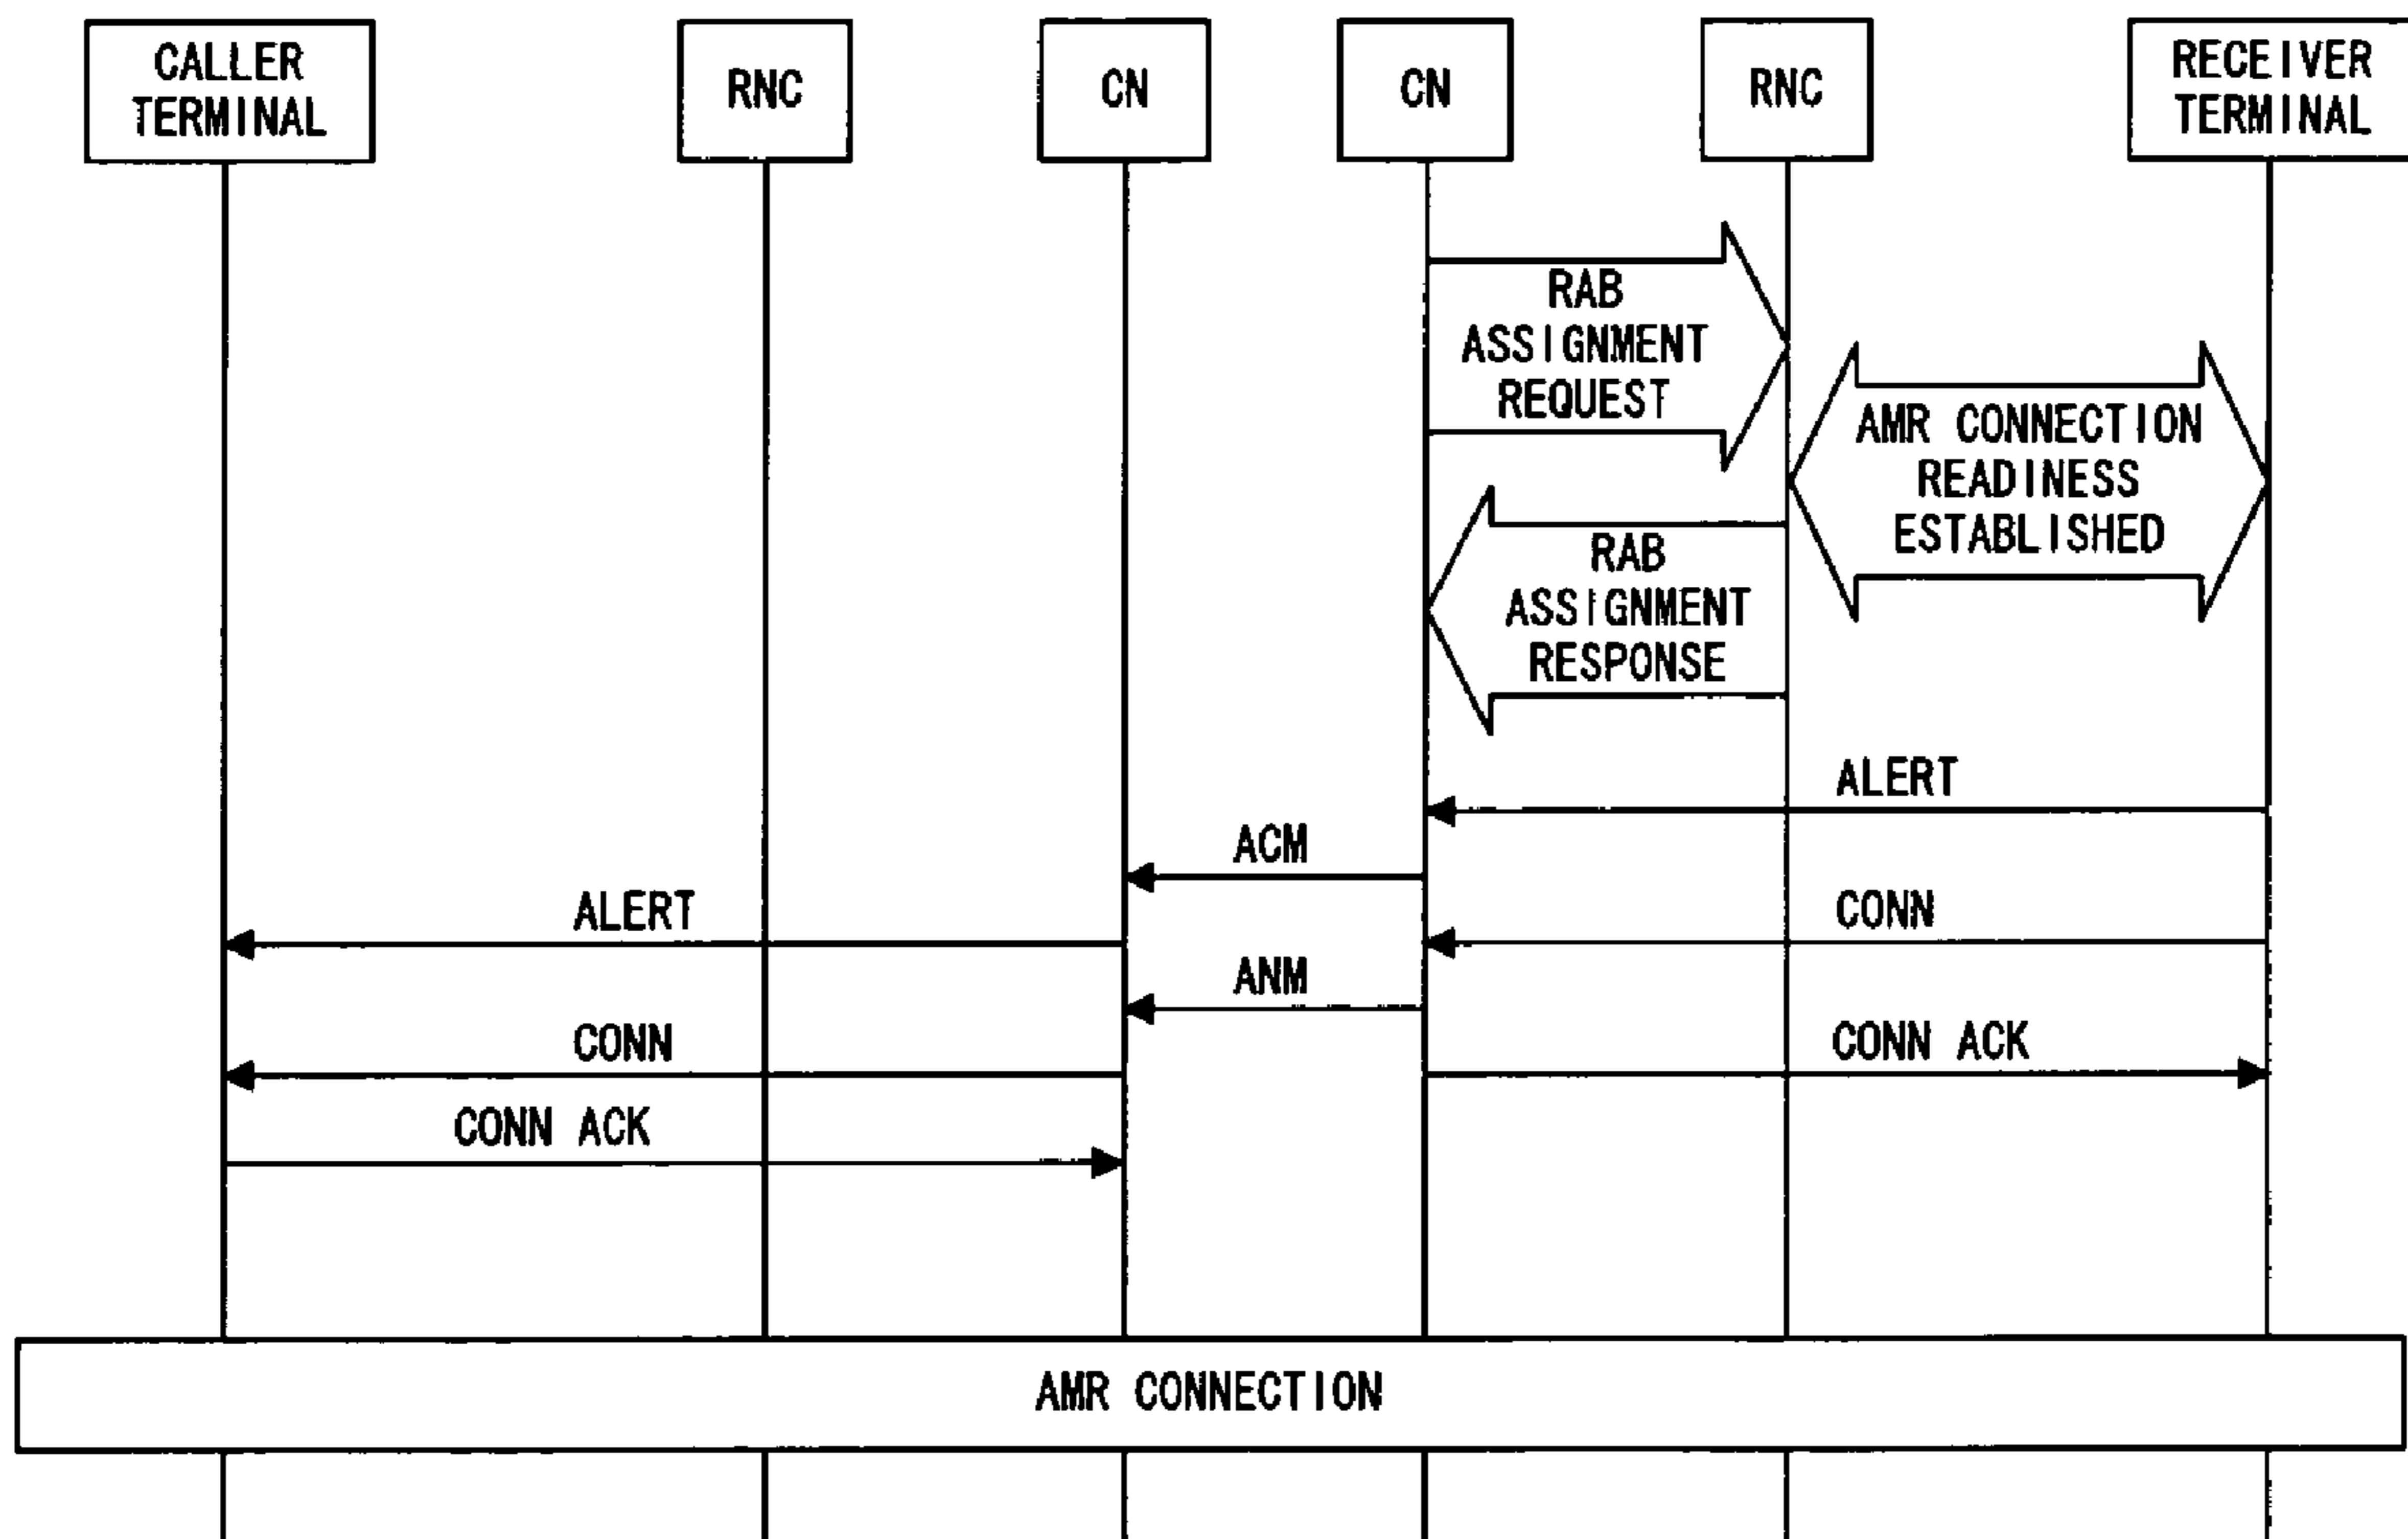 CALLER
TERMINAL
RNC
CN
CN
RNC
RECEIVER
TERMINAL
RAB
ASSIGNMENT
REQUEST
AMR CONNECTION
READINESS
ESTABLISHED
RAB
ASSIGNMENT
RESPONSE
ALERT
ACM
ALERT
CONN
ANM
CONN
CONN ACK
CONN ACK
AMR CONNECTION